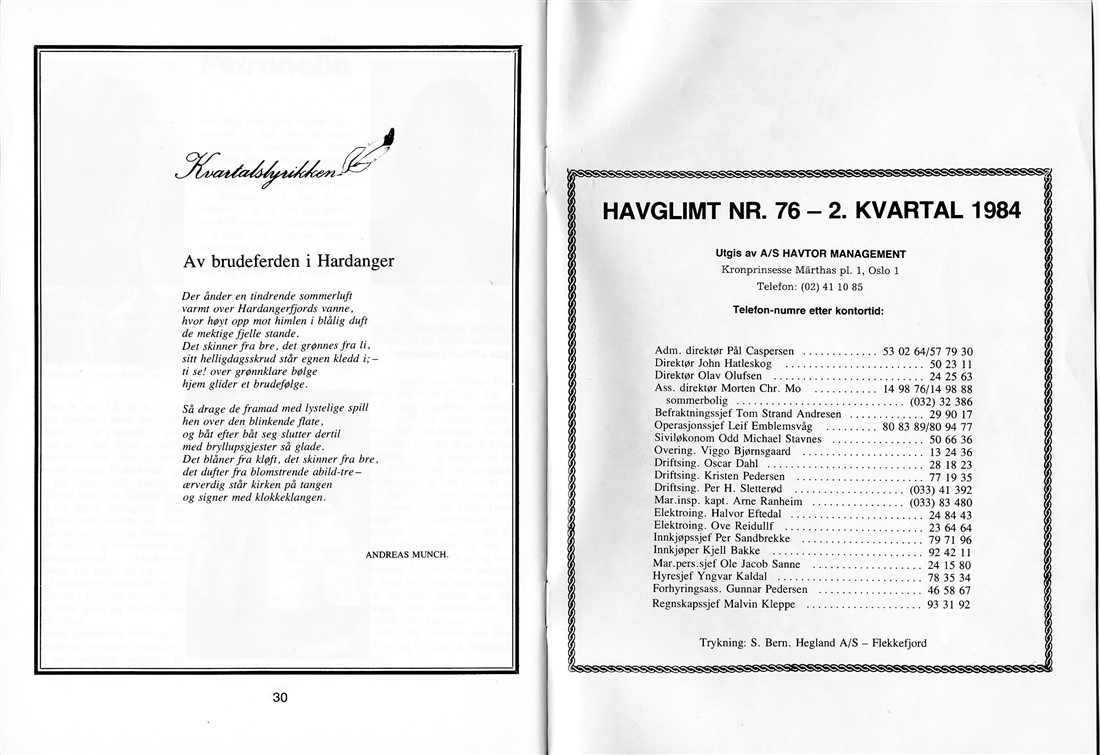 Kvartalslyrikken
Av brudeferden i Hardanger
Der ånder en tindrende sommerluft
varmt over Hardangerfjords vanne,
hvor høyt opp mot himlen i blålig duft
de mektige fjelle stande.
Det skinner fra bre, det grønnes fra li,
sitt helligdagsskrud står egnen kledd i;–
ti se! over grønnklare bølge
hjem glider et brudefølge.
Så drage de framad med lystelige spill
hen over den blinkende flate,
og båt efter båt seg slutter dertil
med bryllupsgjester så glade.
Det blåner fra kløft, det skinner fra bre,
det dufter fra blomstrende abild-tre–
ærverdig står kirken på tangen
og signer med klokkeklangen.
ANDREAS MUNCH.
30
HAVGLIMT NR. 76 – 2. KVARTAL 1984
Utgis av A/S HAVTOR MANAGEMENT
Kronprinsesse Märthas pl. 1, Oslo 1
Telefon: (02) 41 10 85
Telefon-numre etter kontortid:
Adm. direktør Pål Caspersen ............. 53 02 64/57 79 30
Direktør John Hatleskog ........................ 50 23 11
Direktør Olav Olufsen .......................... 24 25 63
Ass. direktør Morten Chr. Mo ........... 14 98 76/14 98 88
sommerbolig .............................. (032) 32 386
Befraktningssjef Tom Strand Andresen ............. 29 90 17
Operasjonssjef Leif Emblemsvåg ......... 80 83 89/80 94 77
Siviløkonom Odd Michael Stavnes ................ 50 66 36
Overing. Viggo Bjørnsgaard ..................... 13 24 36
Driftsing. Oscar Dahl ........................... 28 18 23
Driftsing. Kristen Pedersen ...................... 77 19 35
Driftsing. Per H. Sletterød ................... (033) 41 392
Mar.insp. kapt. Arne Ranheim ................ (033) 83 480
Elektroing. Halvor Eftedal ....................... 24 84 43
Elektroing. Ove Reidullf ........................ 23 64 64
Innkjøpssjef Per Sandbrekke ..................... 79 71 96
Innkjøper Kjell Bakke .......................... 92 42 11
Mar.pers.sjef Ole Jacob Sanne ................... 24 15 80
Hyresjef Yngvar Kaldal ......................... 78 35 34
Forhyringsass. Gunnar Pedersen .................. 46 58 67
Regnskapssjef Malvin Kleppe .................... 93 31 92
Trykning: S. Bern. Hegland A/S – Flekkefjord